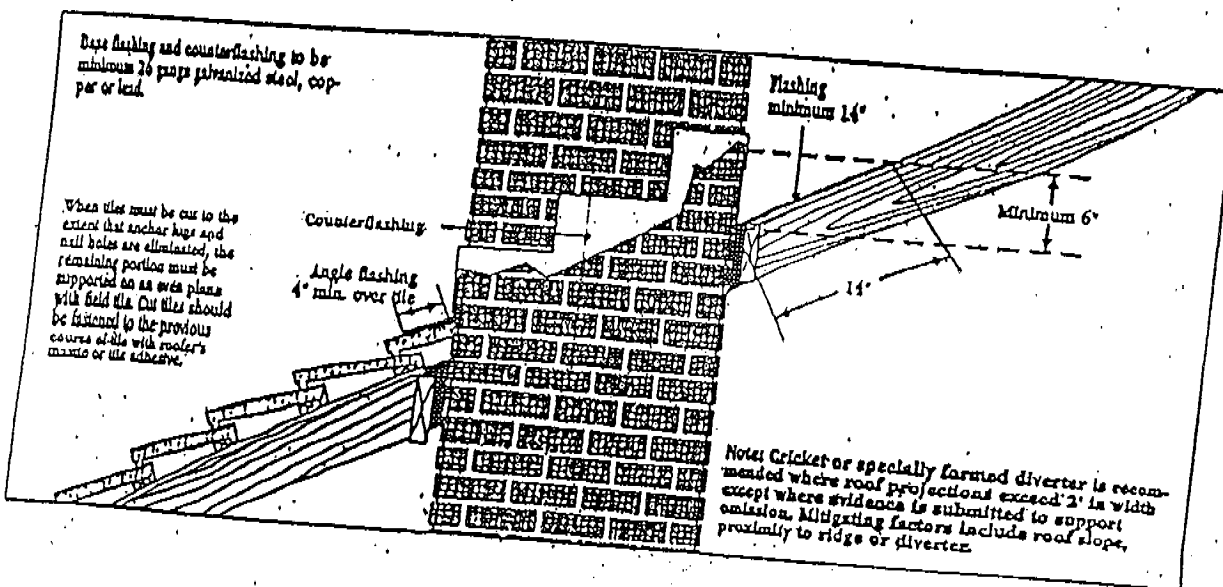 Base flashing and counterflashing to be
minimum 26 gauge galvanized steel, cop-
per or lead.
When tiles must be cut to the
extent that anchor lugs and
nail holes are eliminated, the
remaining portion must be
supported on an even plane
with field tile. Cut tiles should
be fastened to the previous
course of tile with roofer's
mastic or tile adhesive.
Counterflashing
Angle flashing
4" min. over tile
Flashing
minimum 14"
Minimum 6"
14"
Note: Cricket or specially formed diverter is recom-
mended where roof projections exceed 2' in width
except where evidence is submitted to support
omission. Mitigating factors include roof slope,
proximity to ridge or diverter.